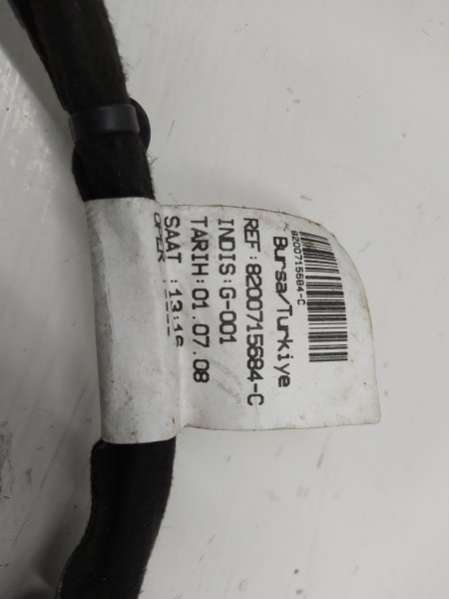 8200715684-C
Bursa/Turkiye
REF:8200715684-C
INDIS:G-001
TARIH:01.07.08
SAAT :13:16